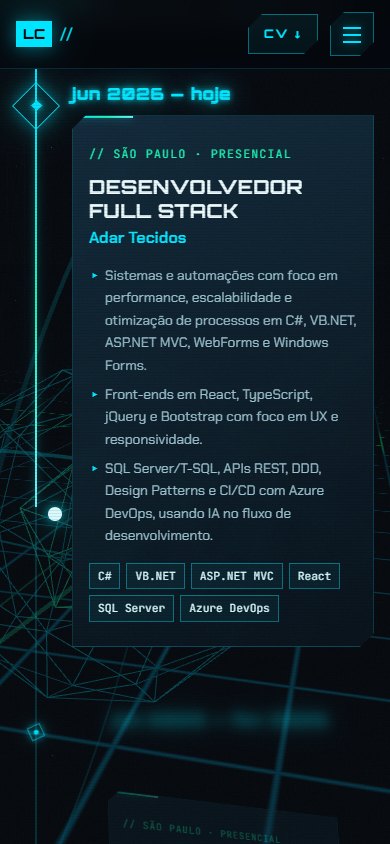 LC //
CV ↓
jun 2026 — hoje
// SÃO PAULO · PRESENCIAL
DESENVOLVEDOR
FULL STACK
Adar Tecidos
▸ Sistemas e automações com foco em
performance, escalabilidade e
otimização de processos em C#, VB.NET,
ASP.NET MVC, WebForms e Windows
Forms.
▸ Front-ends em React, TypeScript,
jQuery e Bootstrap com foco em UX e
responsividade.
▸ SQL Server/T-SQL, APIs REST, DDD,
Design Patterns e CI/CD com Azure
DevOps, usando IA no fluxo de
desenvolvimento.
C# VB.NET ASP.NET MVC React
SQL Server Azure DevOps
// SÃO PAULO · PRESENCIAL